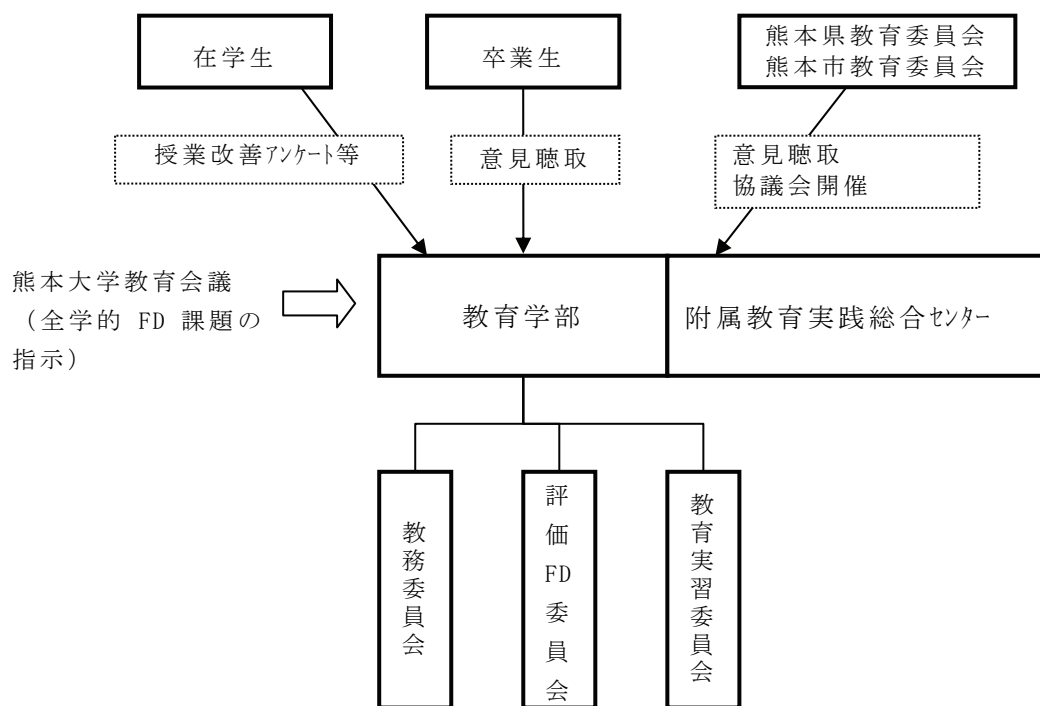 在学生
卒業生
熊本県教育委員会
熊本市教育委員会
授業改善アンケート等
意見聴取
意見聴取
協議会開催
熊本大学教育会議
(全学的 FD 課題の
指示)
教育学部
附属教育実践総合センター
教務委員会
評価FD委員会
教育実習委員会